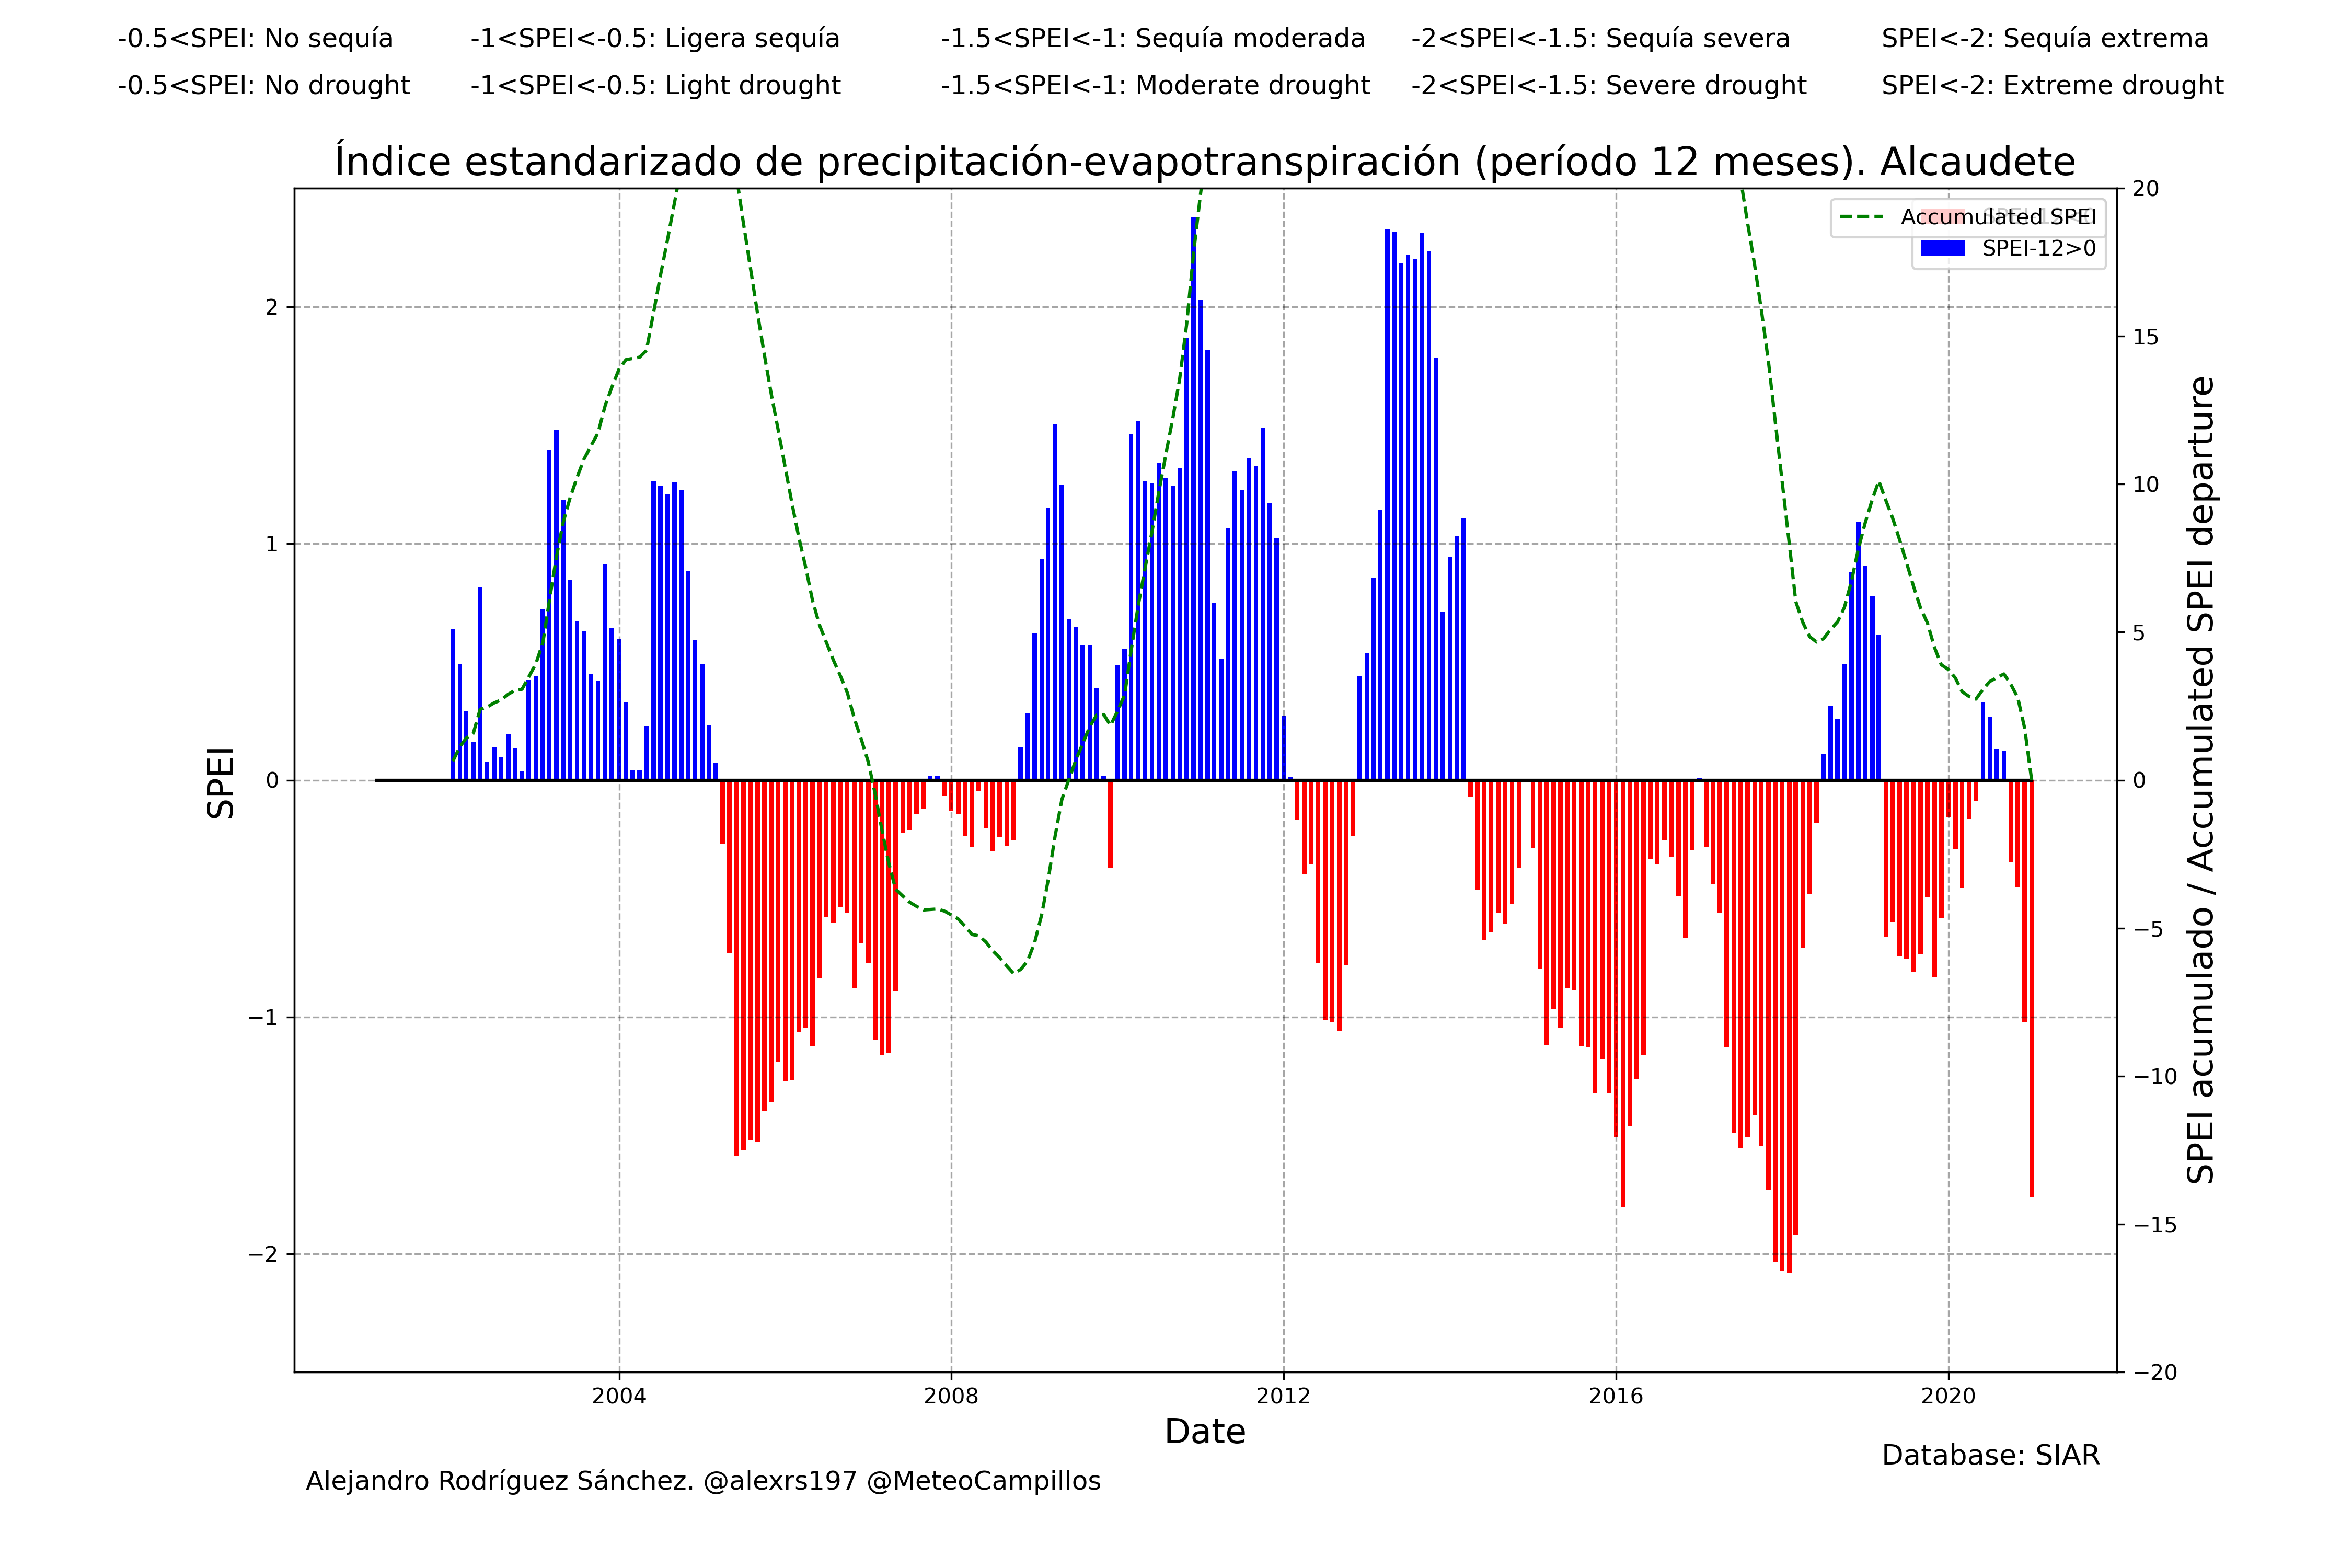 -0.5<SPEI: No sequía -1<SPEI<-0.5: Ligera sequía -1.5<SPEI<-1: Sequía moderada -2<SPEI<-1.5: Sequía severa SPEI<-2: Sequía extrema
-0.5<SPEI: No drought -1<SPEI<-0.5: Light drought -1.5<SPEI<-1: Moderate drought -2<SPEI<-1.5: Severe drought SPEI<-2: Extreme drought
Índice estandarizado de precipitación-evapotranspiración (período 12 meses). Alcaudete
Accumulated SPEI
SPEI-12>0
SPEI
2
1
0
−1
−2
20
15
10
5
0
−5
−10
−15
−20
SPEI acumulado / Accumulated SPEI departure
2004 2008 2012 2016 2020
Date
Database: SIAR
Alejandro Rodríguez Sánchez. @alexrs197 @MeteoCampillos